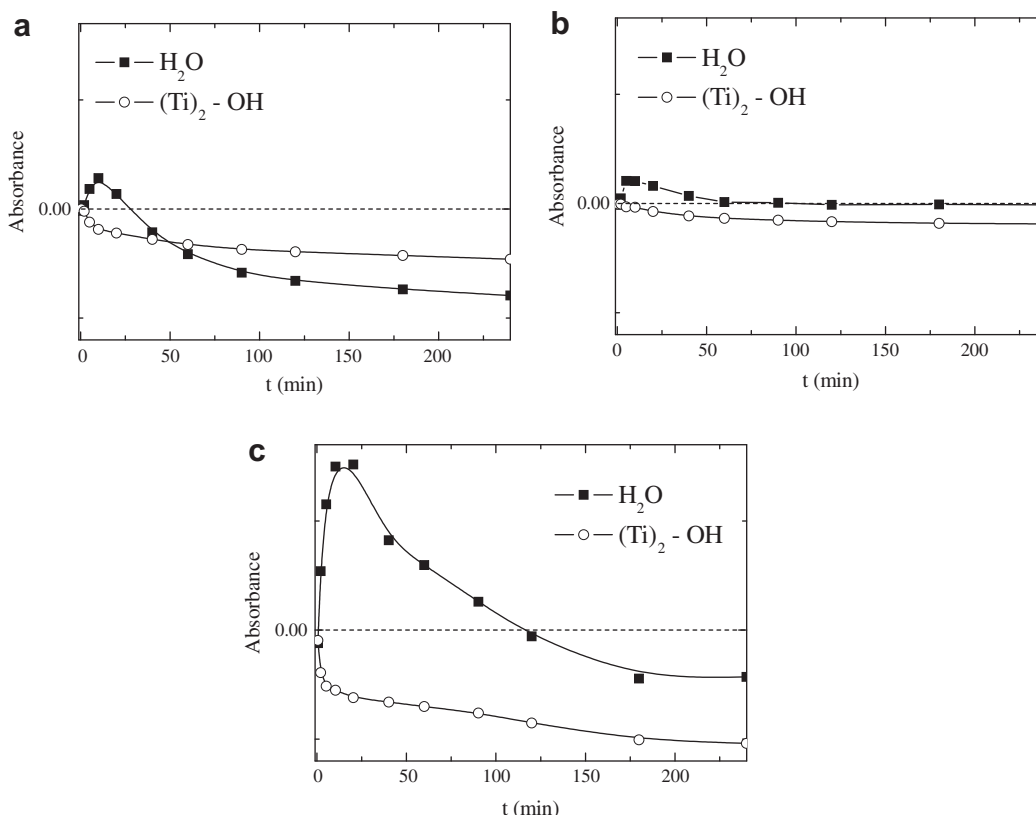 a
H₂O
(Ti)₂ - OH
Absorbance
0.00
0 50 100 150 200
t (min)
b
H₂O
(Ti)₂ - OH
Absorbance
0.00
0 50 100 150 200
t (min)
c
H₂O
(Ti)₂ - OH
Absorbance
0.00
0 50 100 150 200
t (min)